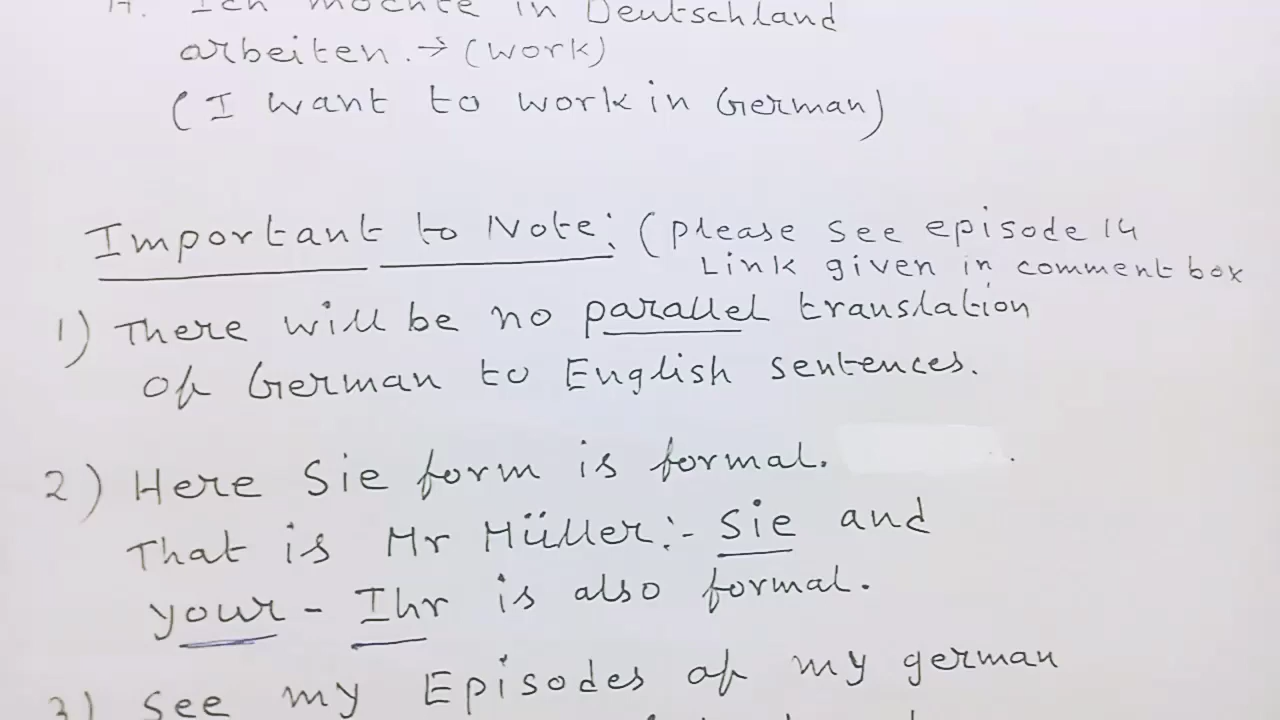 Ich möchte in Deutschland
arbeiten. → (work)
(I want to work in German)
Important to Note: (please see episode 14
Link given in comment box
1) There will be no parallel translation
of German to English sentences.
2) Here Sie form is formal.
That is Mr Müller:- Sie and
your - Ihr is also formal.
3) See my Episodes of my german